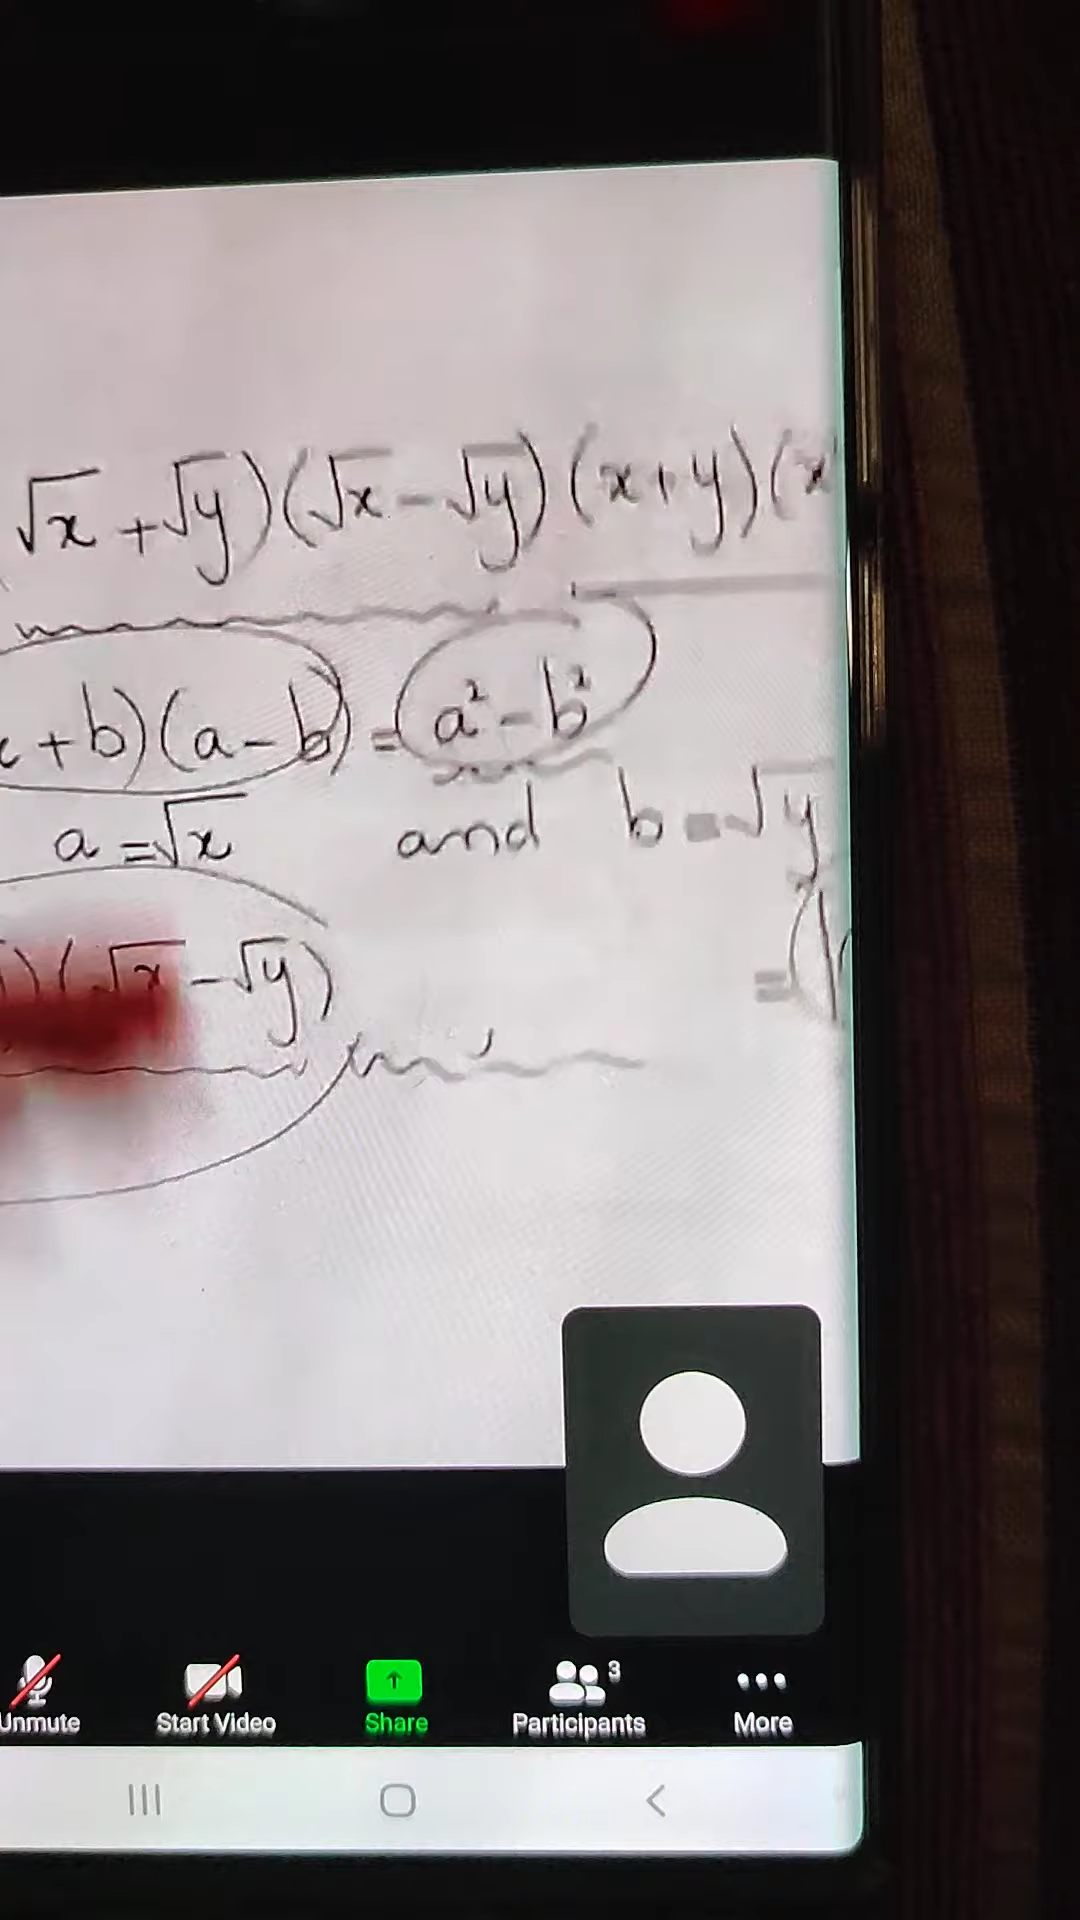 √x + √y)(√x - √y)(x+y)(x
+ b)(a - b) = a² - b²
a = √x and b = √y
)(√x - √y) = (
3
Unmute Start Video Share Participants More